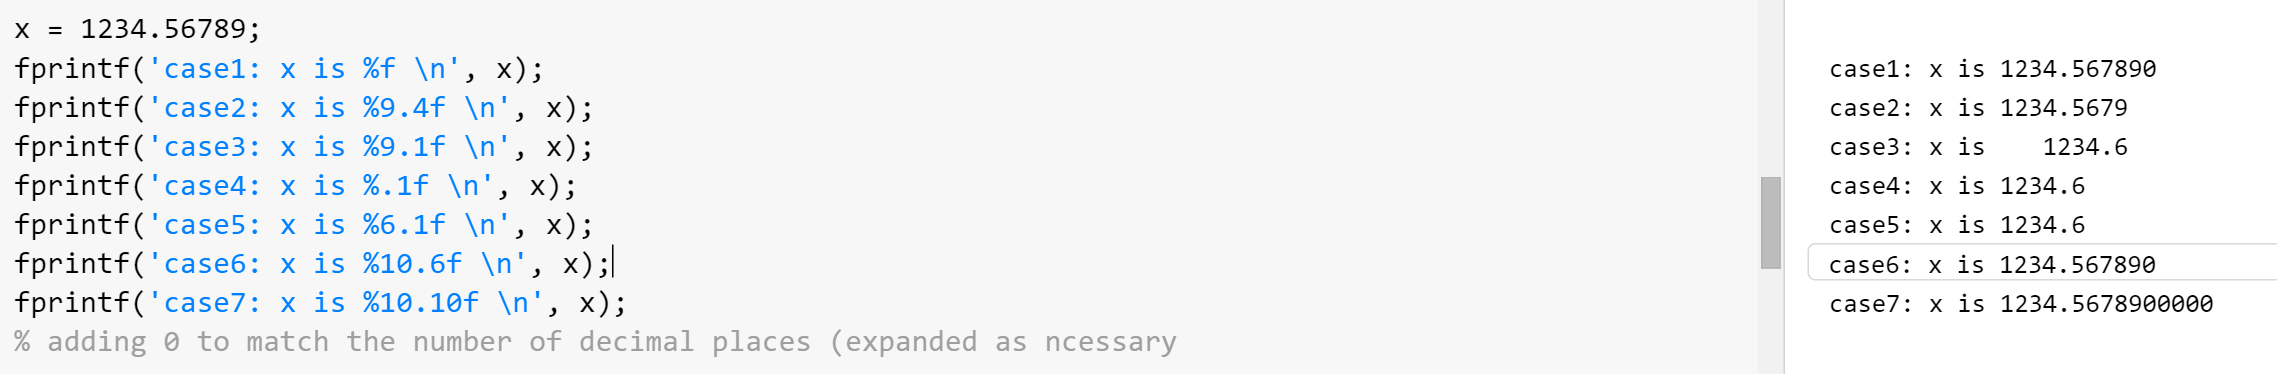 x = 1234.56789;
fprintf('case1: x is %f \n', x);
fprintf('case2: x is %9.4f \n', x);
fprintf('case3: x is %9.1f \n', x);
fprintf('case4: x is %.1f \n', x);
fprintf('case5: x is %6.1f \n', x);
fprintf('case6: x is %10.6f \n', x);
fprintf('case7: x is %10.10f \n', x);
% adding 0 to match the number of decimal places (expanded as ncessary
case1: x is 1234.567890
case2: x is 1234.5679
case3: x is    1234.6
case4: x is 1234.6
case5: x is 1234.6
case6: x is 1234.567890
case7: x is 1234.5678900000